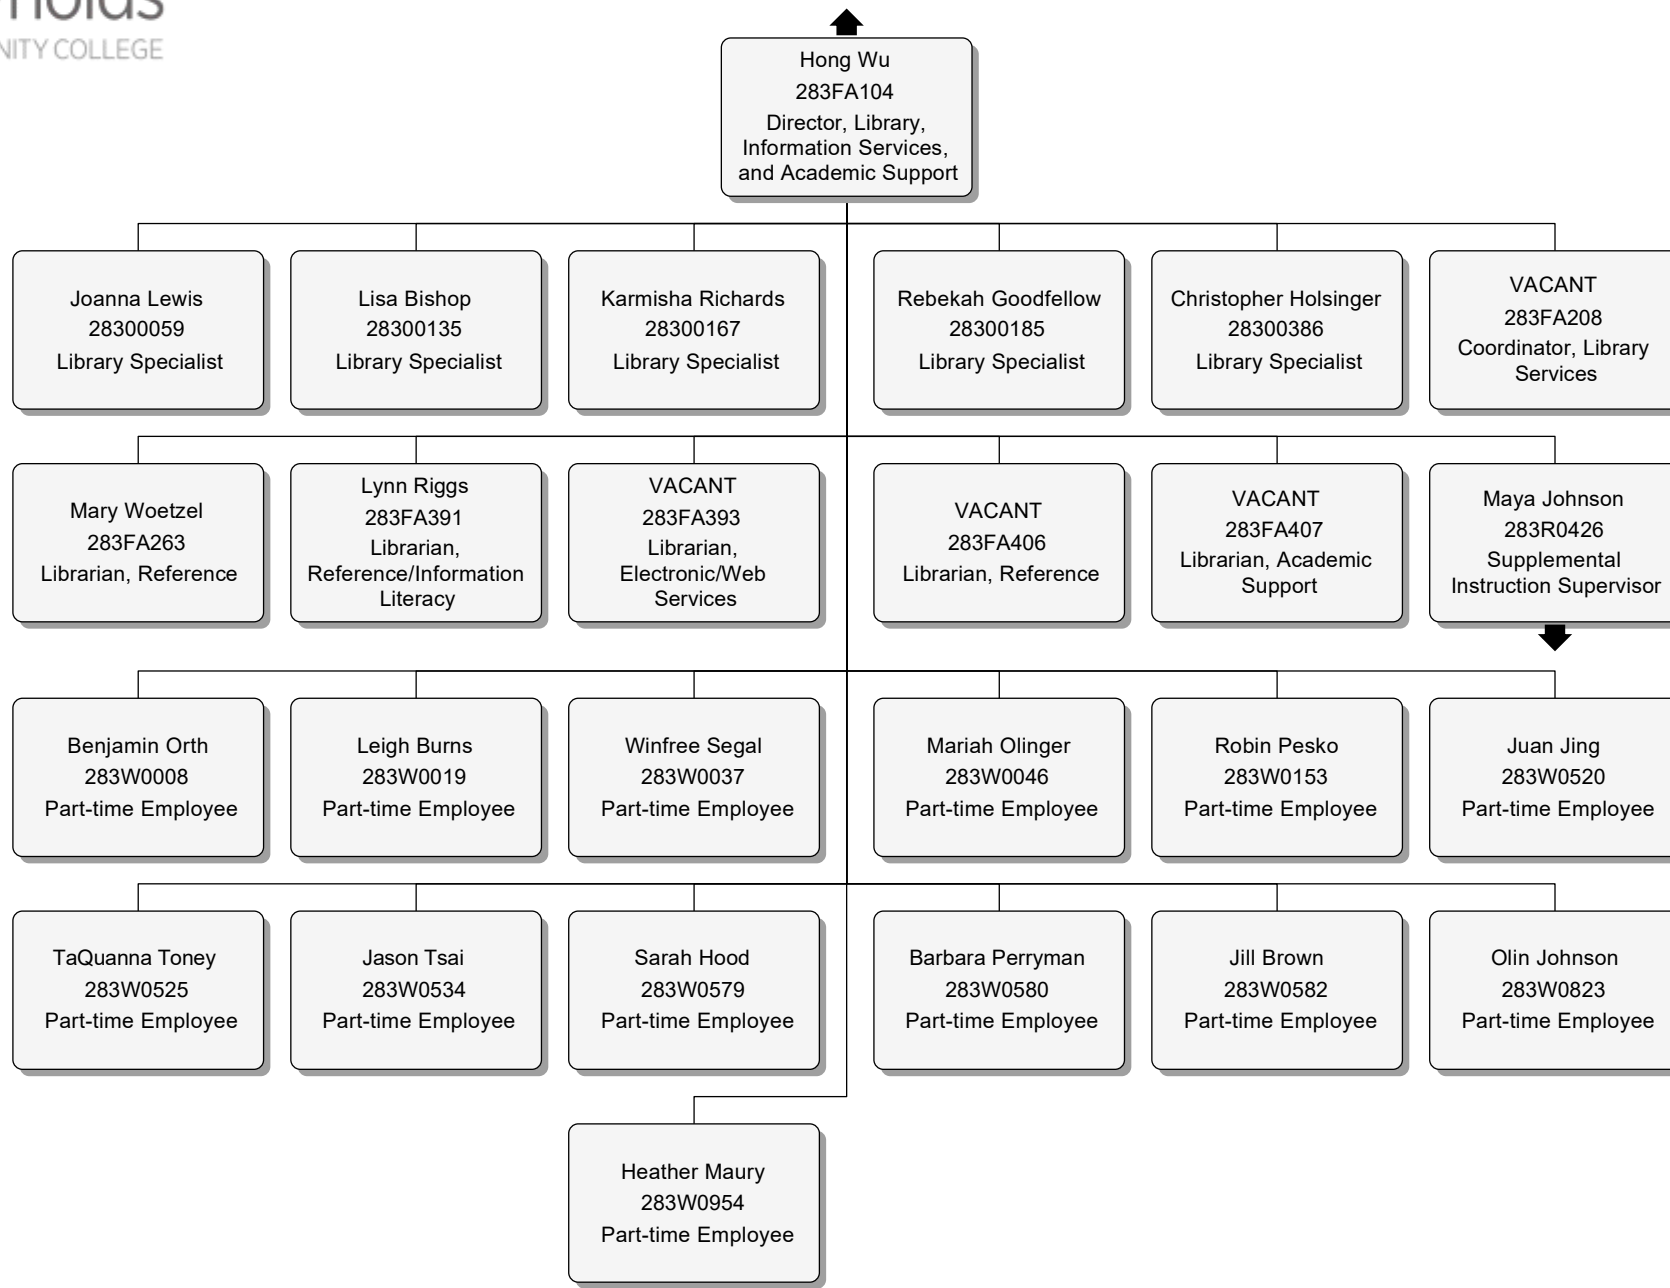 COLLEGE
Hong Wu
283FA104
Director, Library,
Information Services,
and Academic Support
Joanna Lewis
28300059
Library Specialist
Lisa Bishop
28300135
Library Specialist
Karmisha Richards
28300167
Library Specialist
Rebekah Goodfellow
28300185
Library Specialist
Christopher Holsinger
28300386
Library Specialist
VACANT
283FA208
Coordinator, Library
Services
Mary Woetzel
283FA263
Librarian, Reference
Lynn Riggs
283FA391
Librarian,
Reference/Information
Literacy
VACANT
283FA393
Librarian,
Electronic/Web
Services
VACANT
283FA406
Librarian, Reference
VACANT
283FA407
Librarian, Academic
Support
Maya Johnson
283R0426
Supplemental
Instruction Supervisor
Benjamin Orth
283W0008
Part-time Employee
Leigh Burns
283W0019
Part-time Employee
Winfree Segal
283W0037
Part-time Employee
Mariah Olinger
283W0046
Part-time Employee
Robin Pesko
283W0153
Part-time Employee
Juan Jing
283W0520
Part-time Employee
TaQuanna Toney
283W0525
Part-time Employee
Jason Tsai
283W0534
Part-time Employee
Sarah Hood
283W0579
Part-time Employee
Barbara Perryman
283W0580
Part-time Employee
Jill Brown
283W0582
Part-time Employee
Olin Johnson
283W0823
Part-time Employee
Heather Maury
283W0954
Part-time Employee